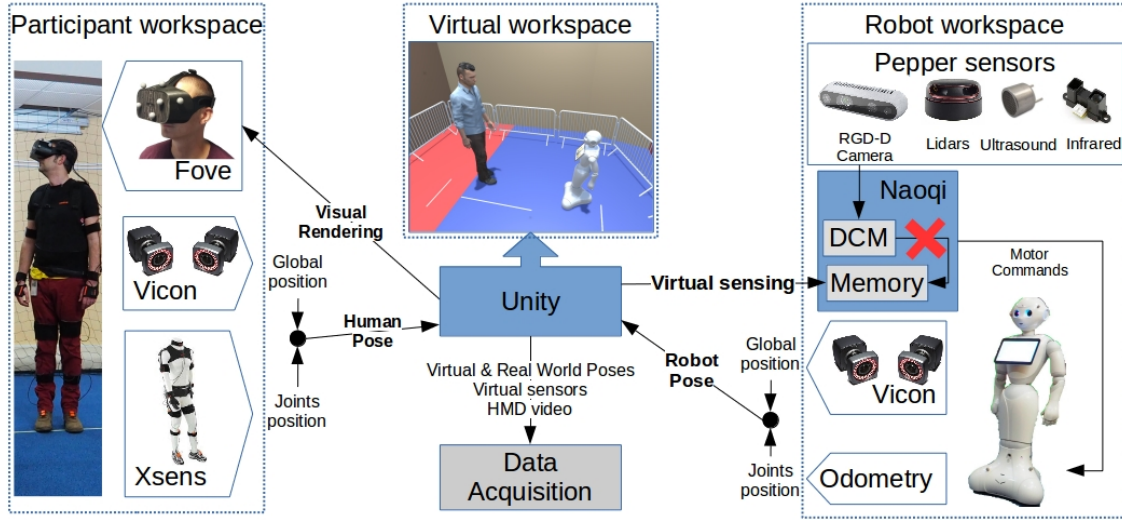 Participant workspace
Fove
Vicon
Xsens
Visual
Rendering
Global
position
Human
Pose
Joints
position
Virtual workspace
Unity
Virtual & Real World Poses
Virtual sensors
HMD video
Data
Acquisition
Virtual sensing
Robot
Pose
Global
position
Joints
position
Robot workspace
Pepper sensors
RGD-D
Camera
Lidars
Ultrasound
Infrared
Naoqi
DCM
Memory
Motor
Commands
Vicon
Odometry